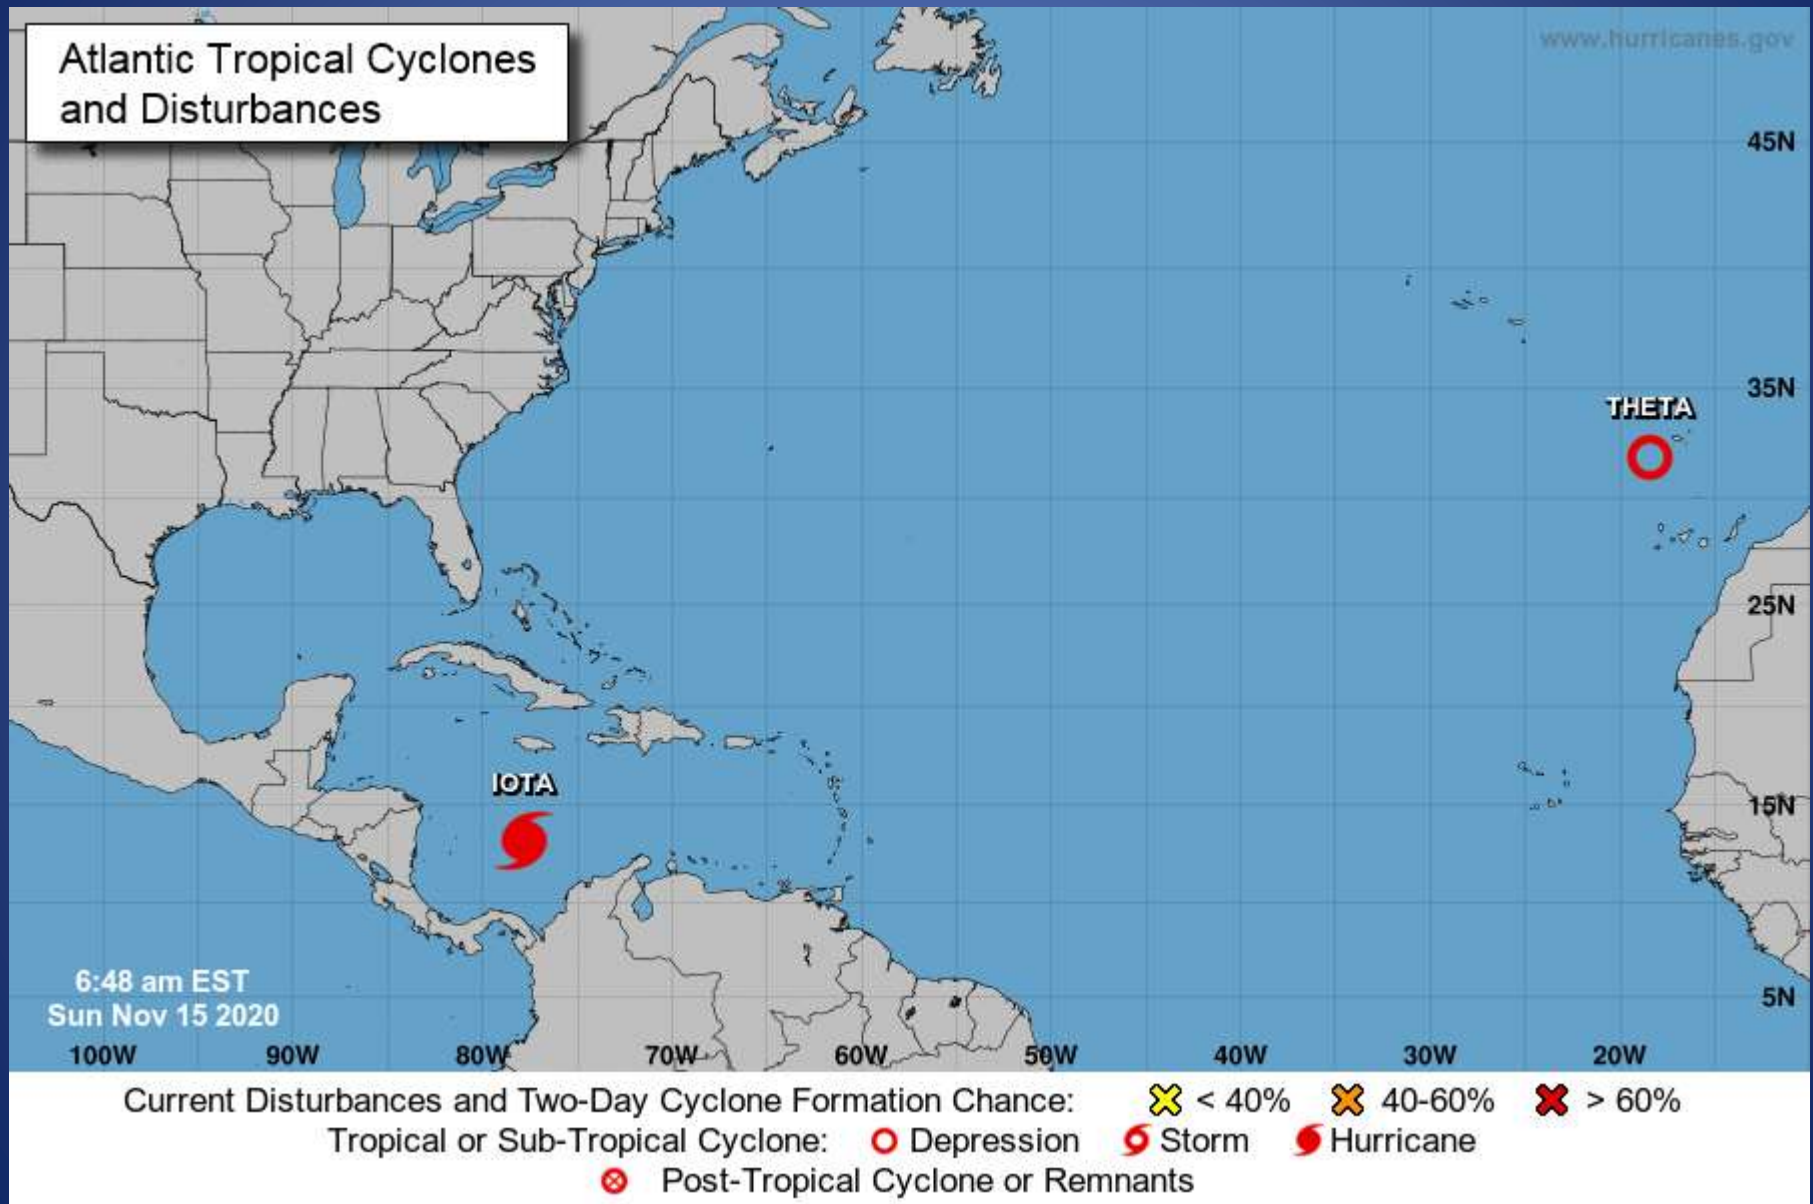 Atlantic Tropical Cyclones
and Disturbances
www.hurricanes.gov
45N
35N
THETA
25N
IOTA
15N
6:48 am EST
Sun Nov 15 2020
5N
100W 90W 80W 70W 60W 50W 40W 30W 20W
Current Disturbances and Two-Day Cyclone Formation Chance: < 40% 40-60% > 60%
Tropical or Sub-Tropical Cyclone: Depression Storm Hurricane
Post-Tropical Cyclone or Remnants